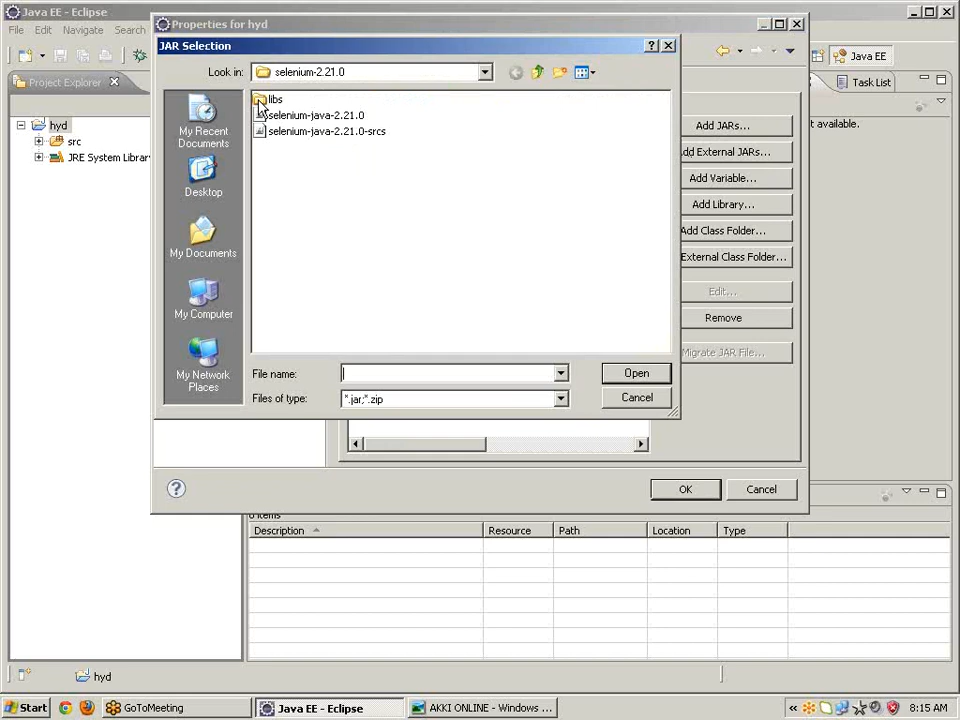 Java EE - Eclipse
File Edit Navigate Search
Project Explorer
hyd
src
JRE System Librar
Properties for hyd
JAR Selection
Look in: selenium-2.21.0
My Recent Documents
Desktop
My Documents
My Computer
My Network Places
libs
selenium-java-2.21.0
selenium-java-2.21.0-srcs
File name:
Open
Files of type: *.jar;*.zip
Cancel
Add JARs...
dd External JARs...
Add Variable...
Add Library...
Add Class Folder...
External Class Folder...
Edit...
Remove
Migrate JAR File...
OK
Cancel
Java EE
Task List
t available.
0 items
Description Resource Path Location Type
hyd
Start
GoToMeeting
Java EE - Eclipse
AKKI ONLINE - Windows ...
8:15 AM